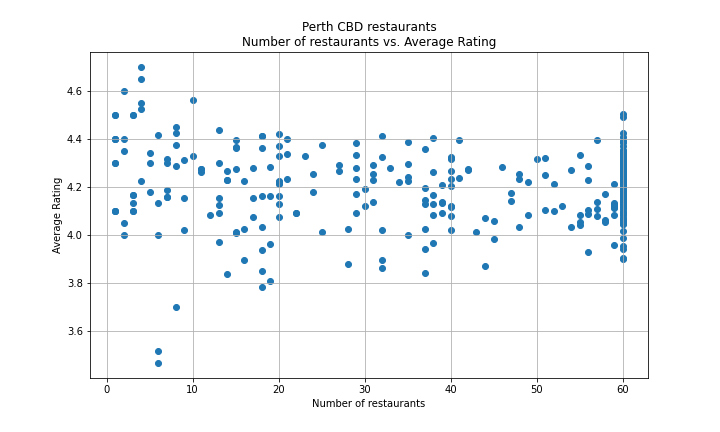 Perth CBD restaurants
Number of restaurants vs. Average Rating
Average Rating
4.6
4.4
4.2
4.0
3.8
3.6
0 10 20 30 40 50 60
Number of restaurants